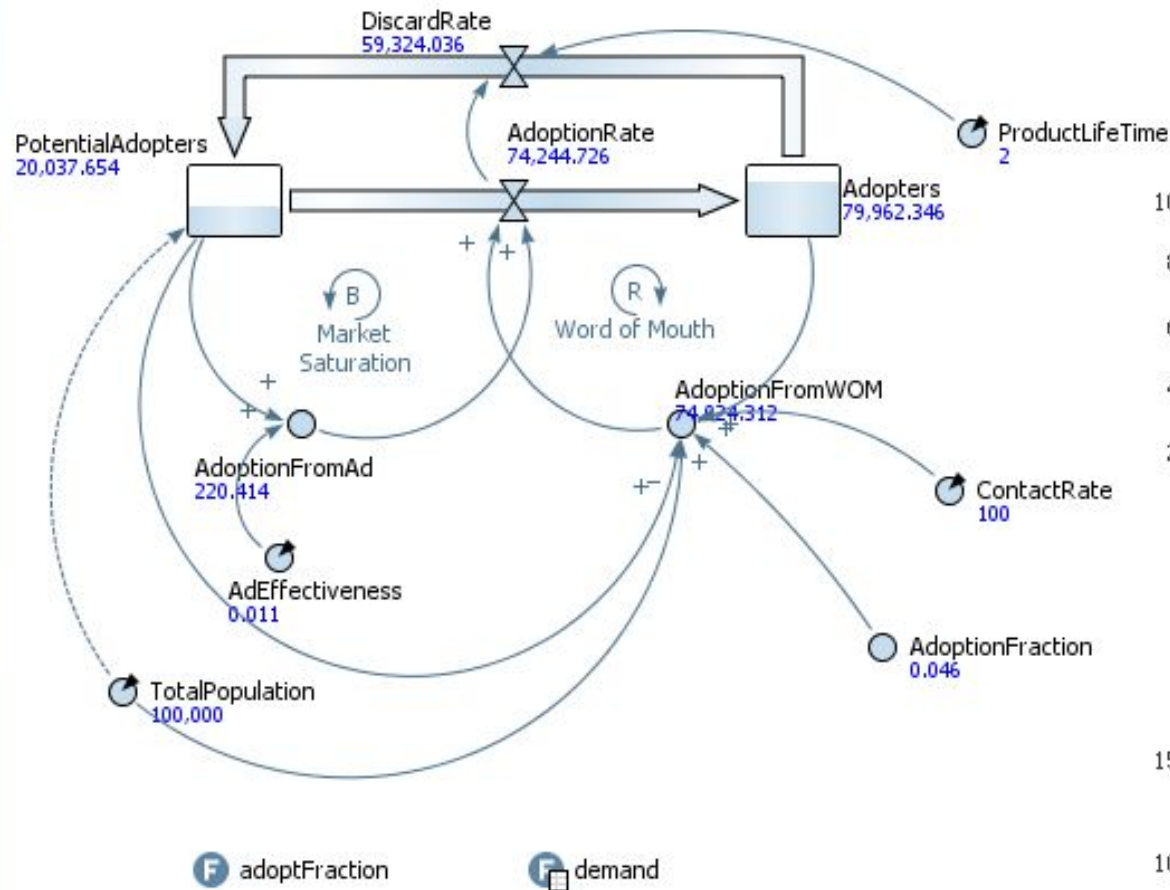 DiscardRate
59,324.036
AdoptionRate
74,244.726
ProductLifeTime
2
PotentialAdopters
20,037.654
Adopters
79,962.346
B
Market
Saturation
R
Word of Mouth
AdoptionFromWOM
74,024.312
AdoptionFromAd
220.414
ContactRate
100
AdEffectiveness
0.011
AdoptionFraction
0.046
TotalPopulation
100,000
F adoptFraction
F demand